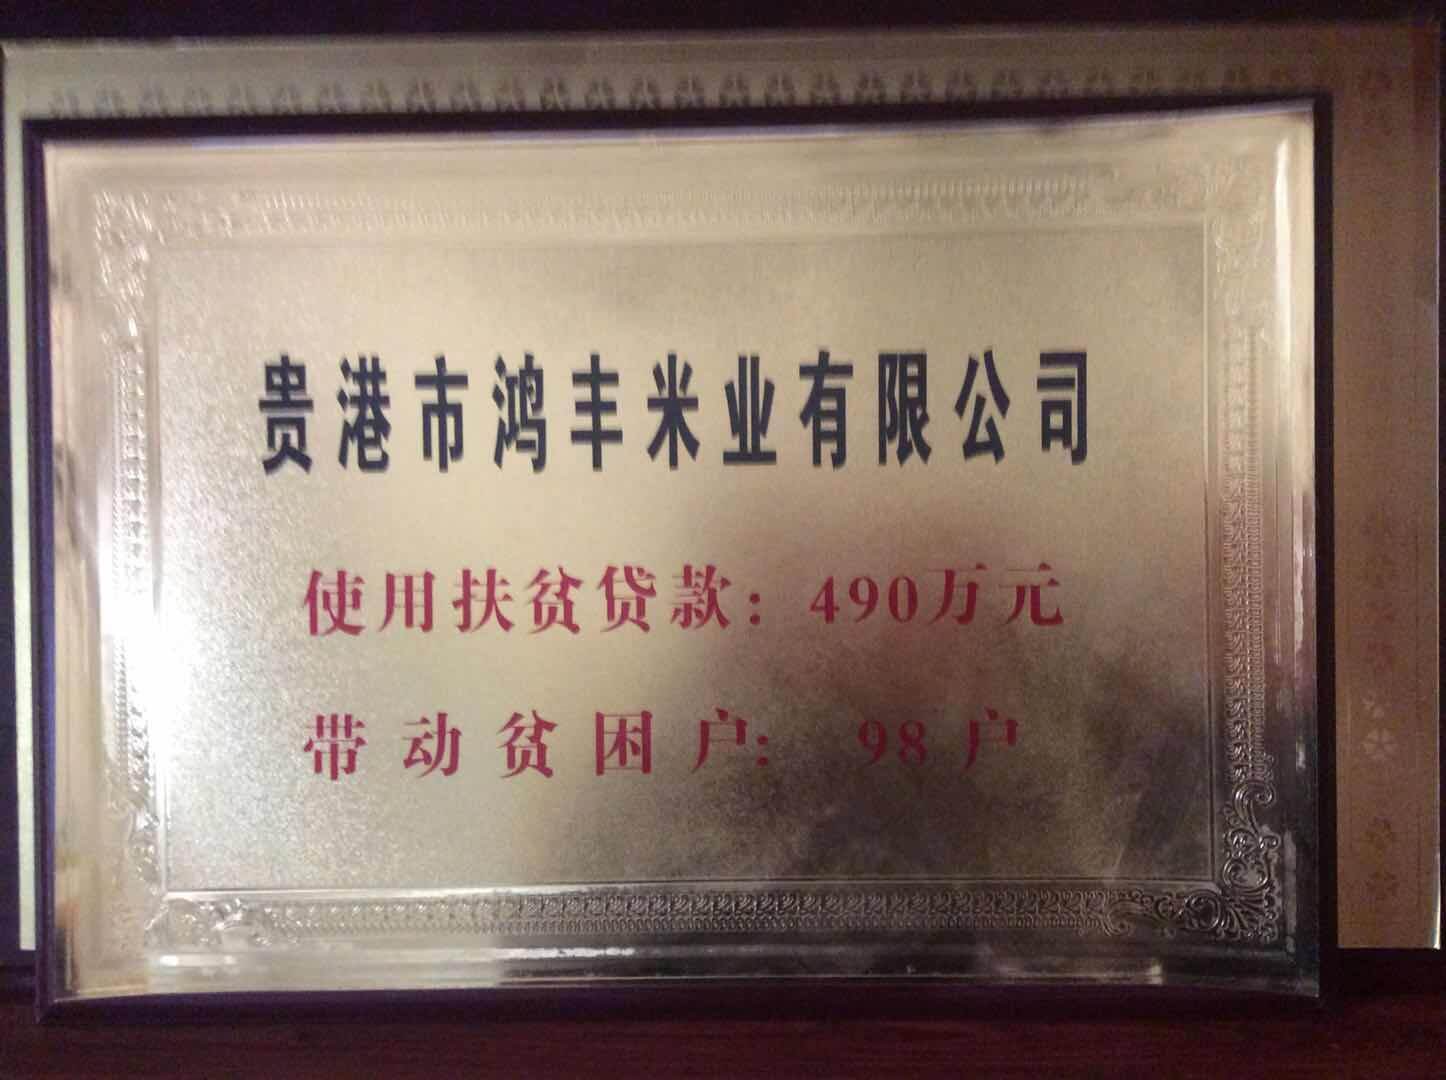 贵港市鸿丰米业有限公司
使用扶贫贷款：490万元
带动贫困户：98户